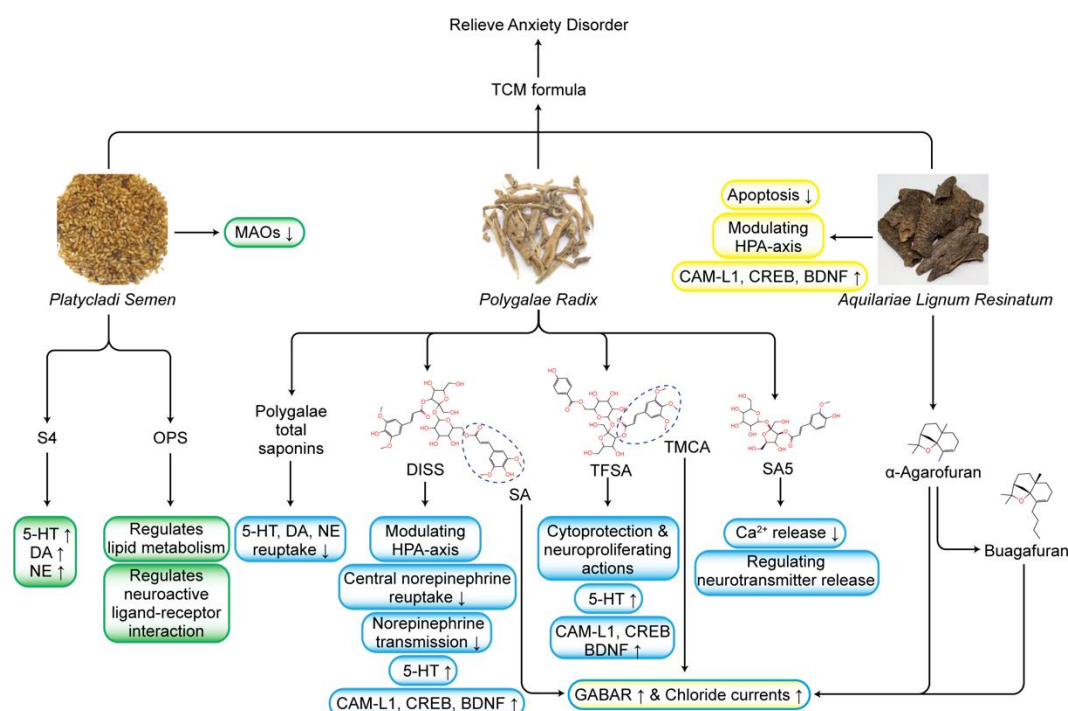 Relieve Anxiety Disorder
TCM formula
MAOs ↓
Platycladi Semen
Polygalae Radix
Apoptosis ↓
Modulating
HPA-axis
CAM-L1, CREB, BDNF ↑
Aquilariae Lignum Resinatum
S4
OPS
Polygalae
total
saponins
DISS
SA
TFSA
TMCA
SA5
α-Agarofuran
Buagafuran
5-HT ↑
DA ↑
NE ↑
Regulates
lipid metabolism
Regulates
neuroactive
ligand-receptor
interaction
5-HT, DA, NE
reuptake ↓
Modulating
HPA-axis
Central norepinephrine
reuptake ↓
Norepinephrine
transmission ↓
5-HT ↑
CAM-L1, CREB, BDNF ↑
Cytoprotection &
neuroproliferating
actions
5-HT ↑
CAM-L1, CREB
BDNF ↑
Ca²⁺ release ↓
Regulating
neurotransmitter release
GABAR ↑ & Chloride currents ↑